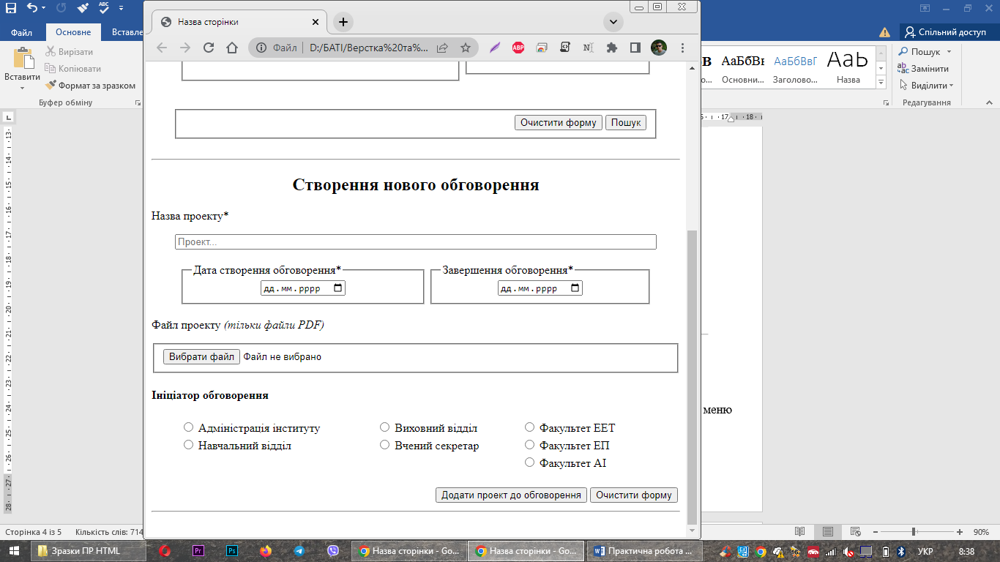 Файл
Основне
Вставле
Спільний доступ
Вставити
Вирізати
Копіювати
Формат за зразком
Буфер обміну
АаБбВв
Основни...
Заголово...
Назва
Пошук
Замінити
Виділити
Редагування
Назва сторінки
Файл
D:/БАТІ/Верстка%20та%...
Очистити форму
Пошук
Створення нового обговорення
Назва проекту*
Проект...
Дата створення обговорення*
Завершення обговорення*
дд.мм.рррр
дд.мм.рррр
Файл проекту (тільки файли PDF)
Вибрати файл Файл не вибрано
Ініціатор обговорення
Адміністрація інституту
Виховний відділ
Факультет ЕЕТ
Навчальний відділ
Вчений секретар
Факультет ЕП
Факультет АІ
Додати проект до обговорення
Очистити форму
меню
Сторінка 4 із 5
Кількість слів: 714
90%
Зразки ПР HTML
Назва сторінки - Go...
Назва сторінки - Go...
Практична робота ...
УКР
8:38